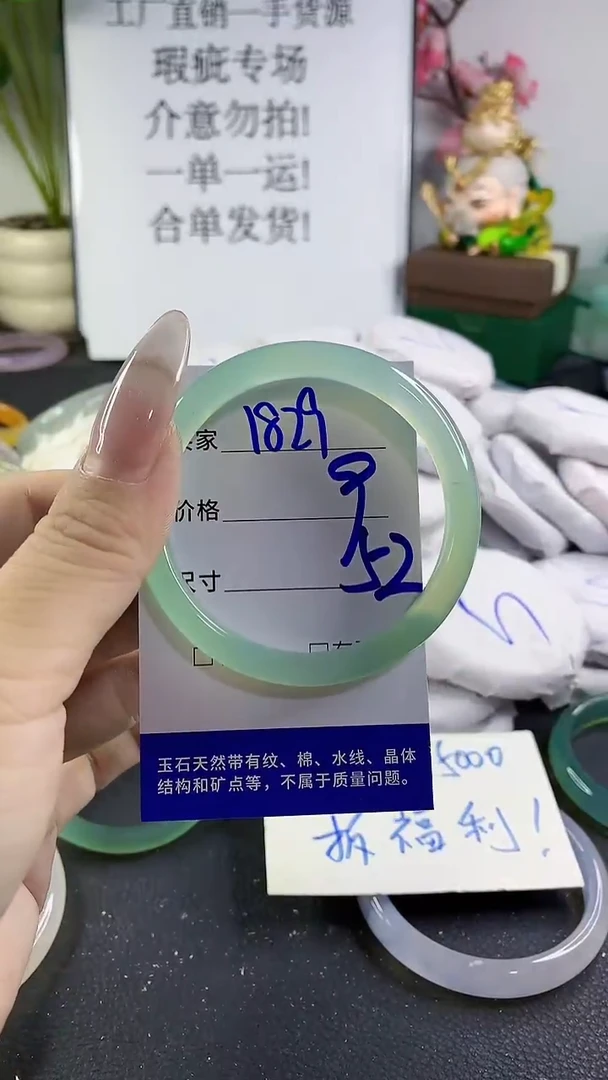 工厂直销一手货源
瑕疵专场
介意勿拍!
一单一运!
合单发货!
家 1829
价格
尺寸 52
玉石天然带有纹、棉、水线、晶体
结构和矿点等，不属于质量问题。
5000
拆福利!